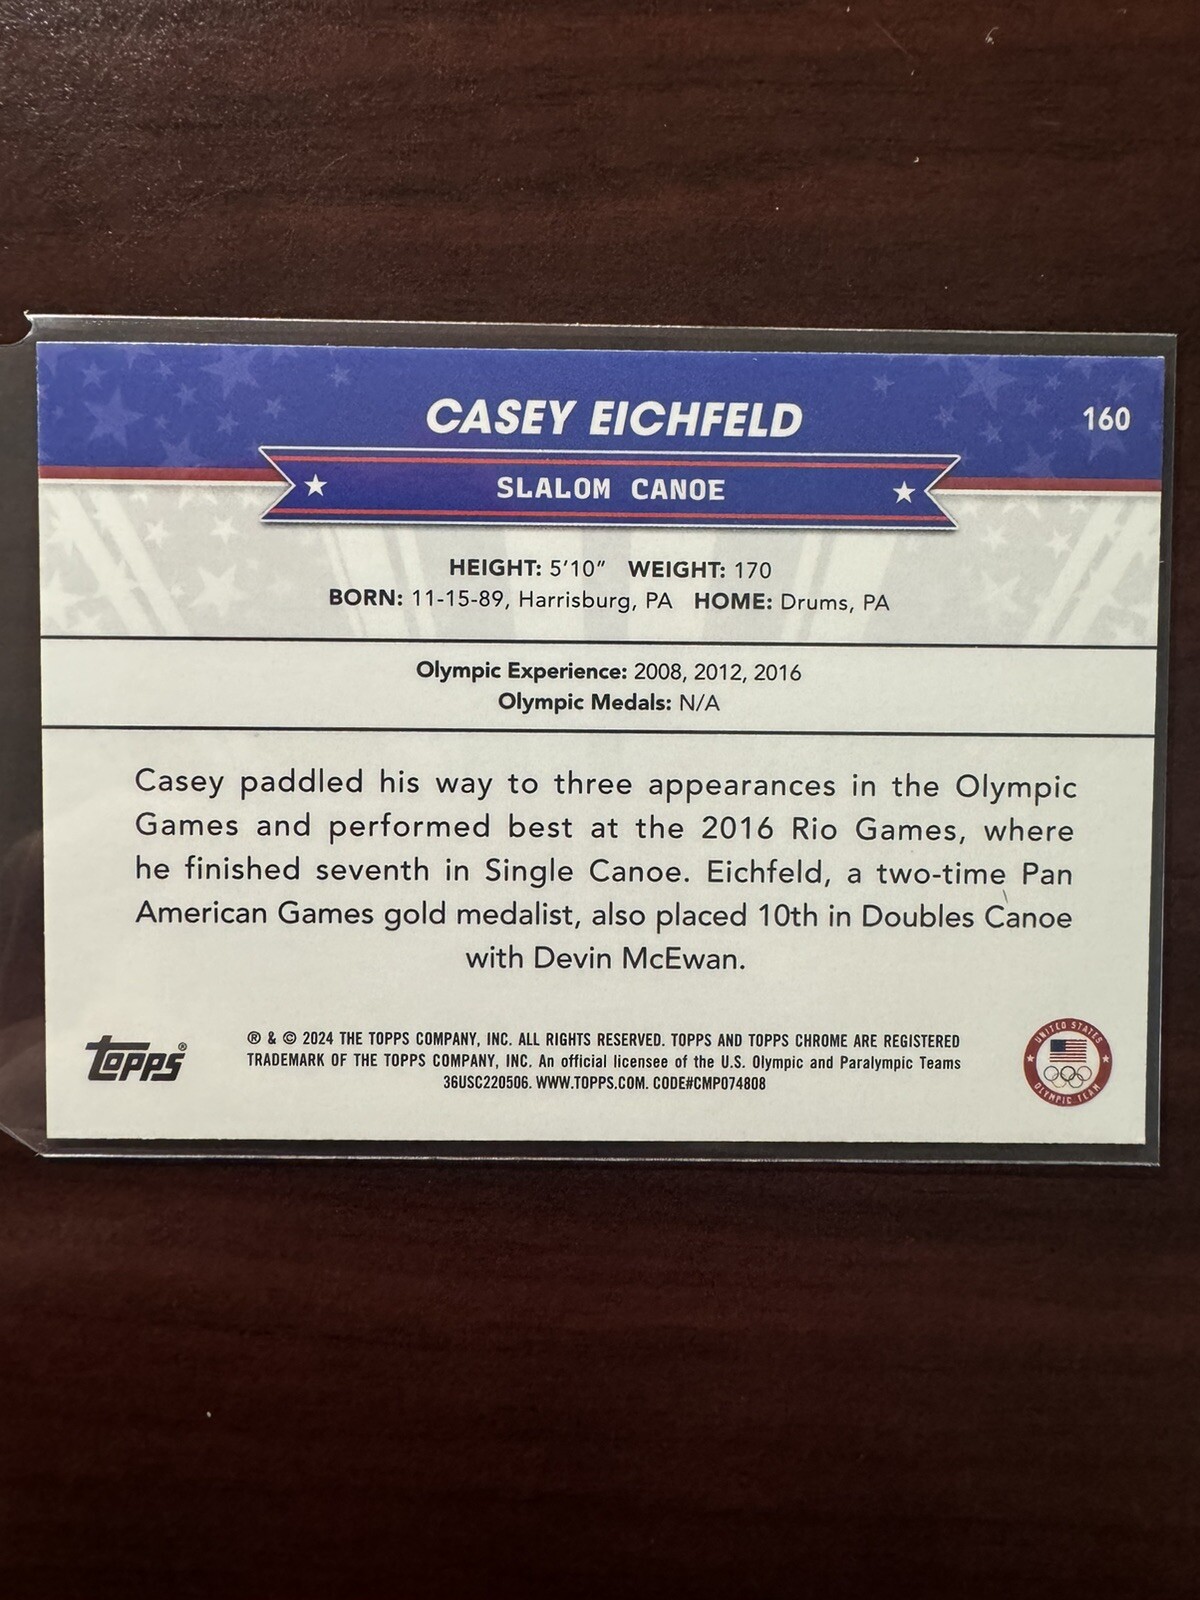 CASEY EICHFELD
160
SLALOM CANOE
HEIGHT: 5'10" WEIGHT: 170
BORN: 11-15-89, Harrisburg, PA HOME: Drums, PA
Olympic Experience: 2008, 2012, 2016
Olympic Medals: N/A
Casey paddled his way to three appearances in the Olympic
Games and performed best at the 2016 Rio Games, where
he finished seventh in Single Canoe. Eichfeld, a two-time Pan
American Games gold medalist, also placed 10th in Doubles Canoe
with Devin McEwan.
topps®
® & © 2024 THE TOPPS COMPANY, INC. ALL RIGHTS RESERVED. TOPPS AND TOPPS CHROME ARE REGISTERED
TRADEMARK OF THE TOPPS COMPANY, INC. An official licensee of the U.S. Olympic and Paralympic Teams
36USC220506. WWW.TOPPS.COM. CODE#CMP074808
UNITED STATES
OLYMPIC TEAM